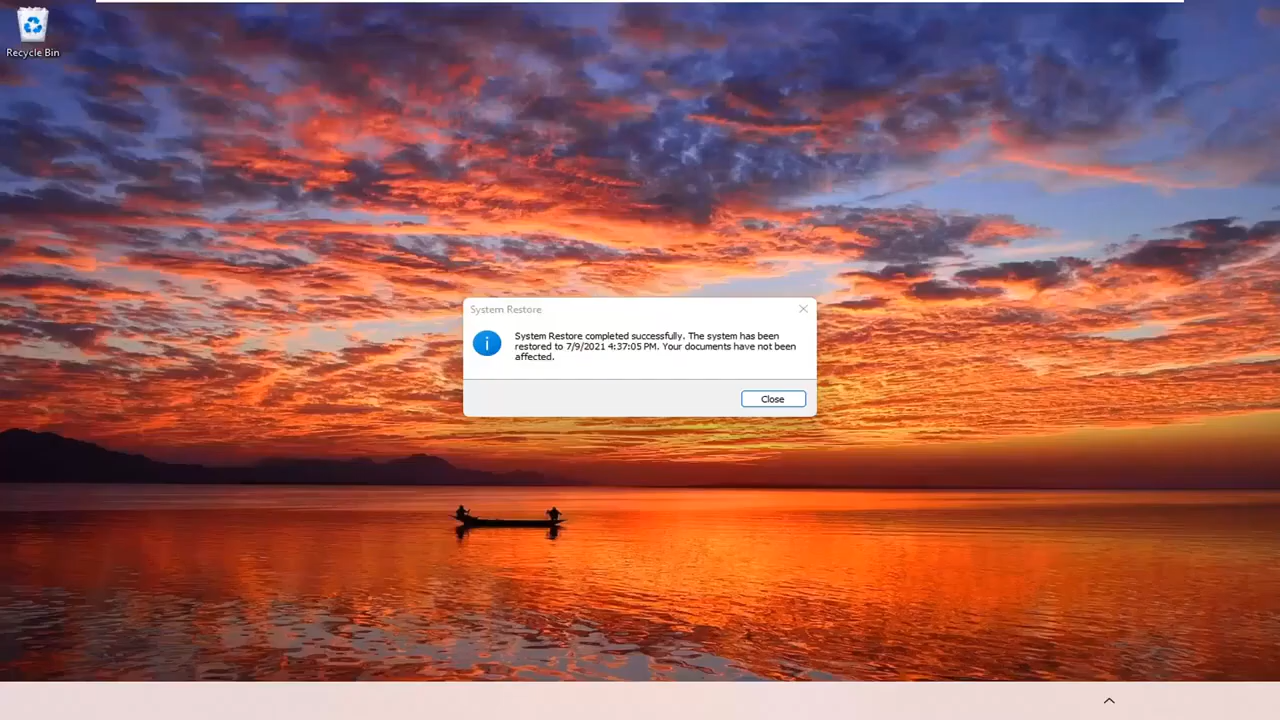 Recycle Bin
System Restore
System Restore completed successfully. The system has been
restored to 7/9/2021 4:37:05 PM. Your documents have not been
affected.
Close